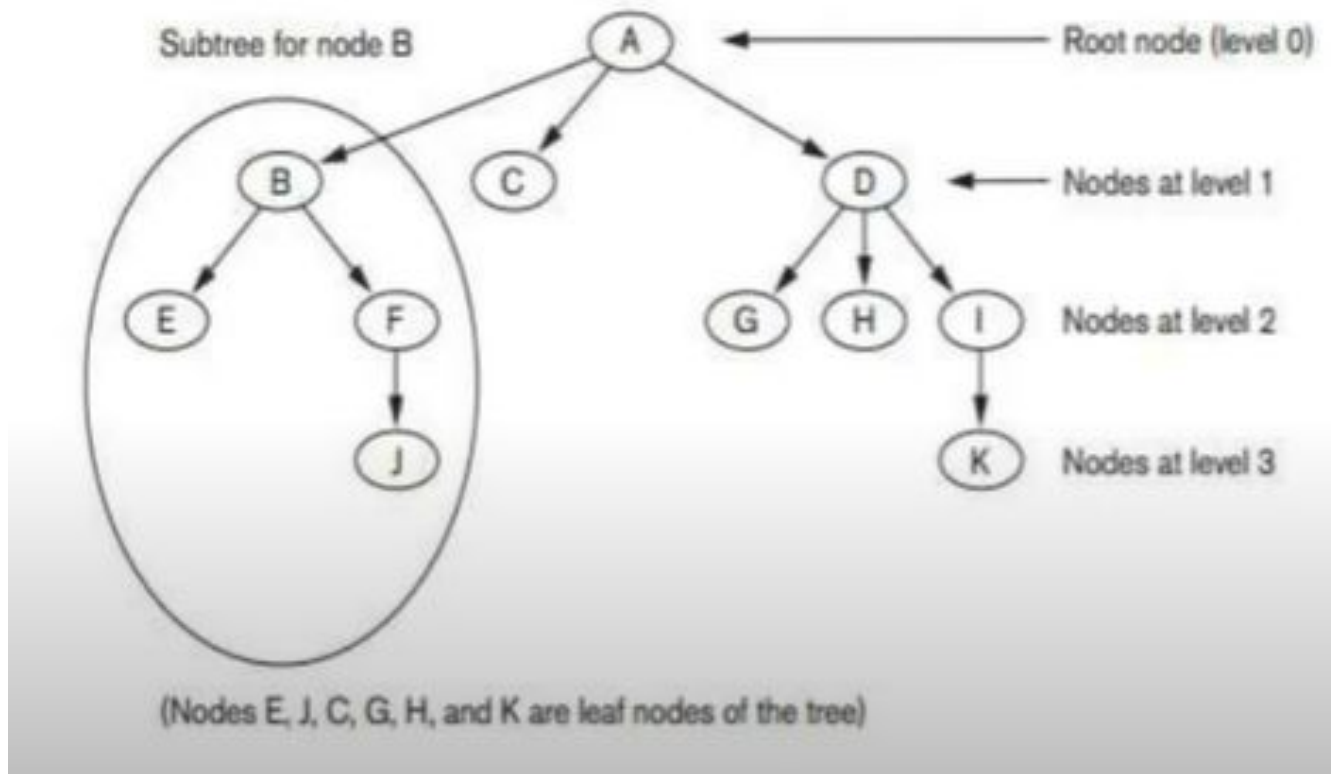 Subtree for node B
A
Root node (level 0)
B
C
D
Nodes at level 1
E
F
G
H
I
Nodes at level 2
J
K
Nodes at level 3
(Nodes E, J, C, G, H, and K are leaf nodes of the tree)